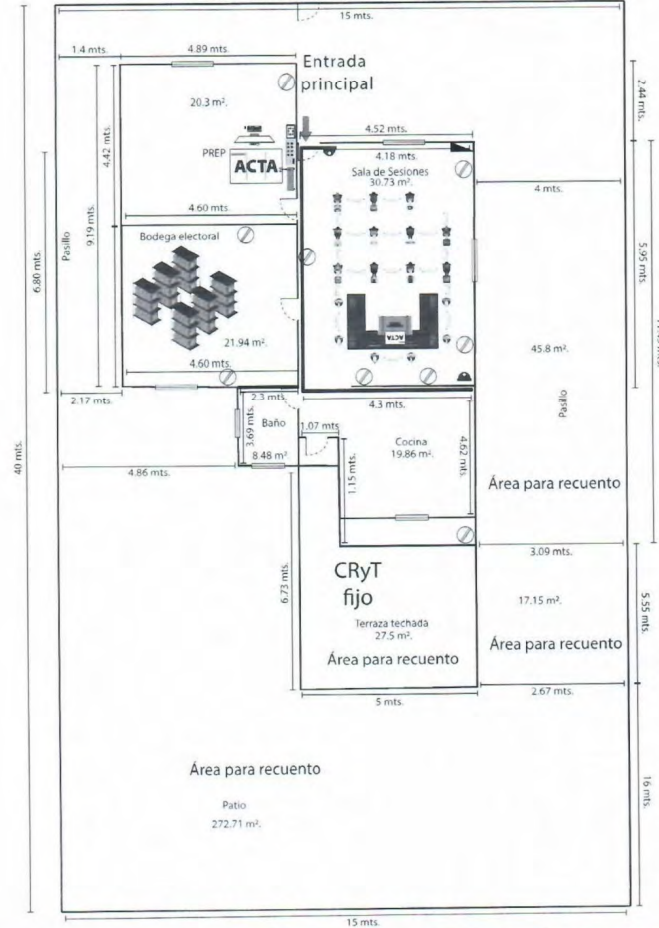 15 mts.
1.4 mts.
4.89 mts.
Entrada
principal
20.3 m².
2.44 mts.
4.52 mts.
4.42 mts.
PREP
ACTA
4.18 mts.
Sala de Sesiones
30.73 m².
4 mts.
4.60 mts.
Pasillo
9.19 mts.
6.80 mts.
Bodega electoral
5.95 mts.
21.94 m².
ACTA
45.8 m².
4.60 mts.
Pasillo
2.17 mts.
2.3 mts.
4.3 mts.
Baño
1.07 mts
3.69 mts.
8.48 m²
Cocina
19.86 m².
4.62 mts.
40 mts.
4.86 mts.
1.15 mts.
Área para recuento
3.09 mts.
CRyT
fijo
6.73 mts.
17.15 m².
5.55 mts.
Terraza techada
27.5 m².
Área para recuento
Área para recuento
5 mts.
2.67 mts.
Área para recuento
Patio
272.71 m².
16 mts.
15 mts.